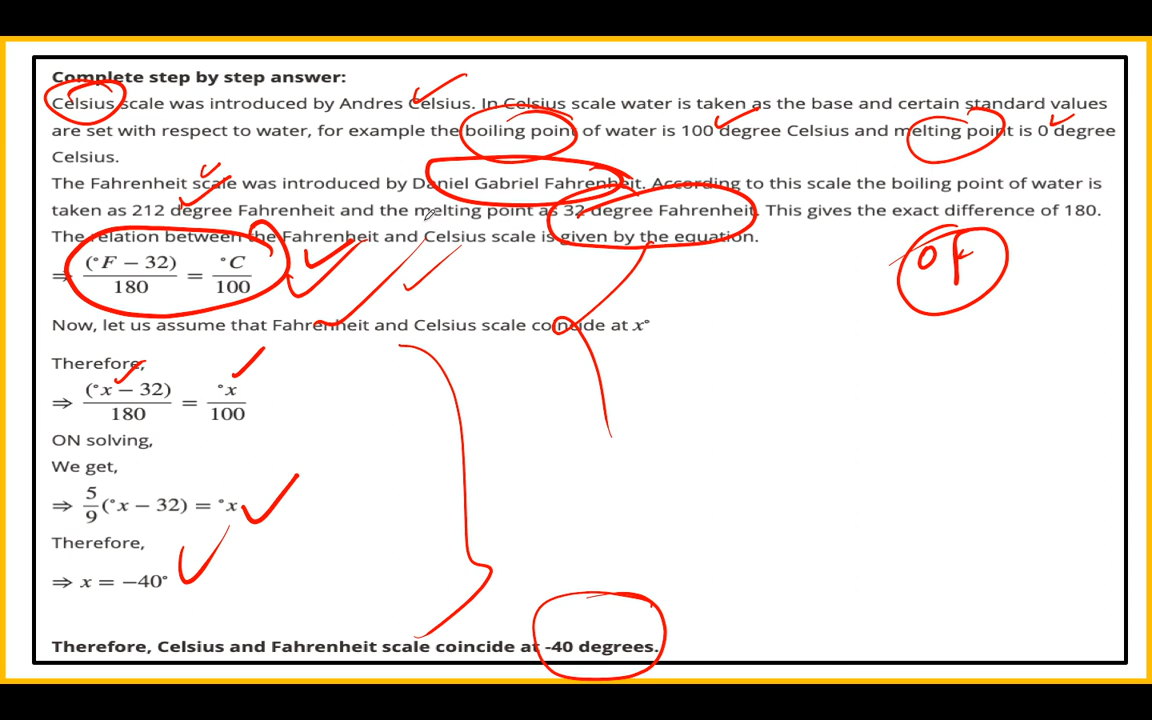 Complete step by step answer:
Celsius scale was introduced by Andres Celsius. In Celsius scale water is taken as the base and certain standard values
are set with respect to water, for example the boiling point of water is 100 degree Celsius and melting point is 0 degree
Celsius.
The Fahrenheit scale was introduced by Daniel Gabriel Fahrenheit. According to this scale the boiling point of water is
taken as 212 degree Fahrenheit and the melting point as 32 degree Fahrenheit. This gives the exact difference of 180.
The relation between the Fahrenheit and Celsius scale is given by the equation.
⇒ (°F − 32)/180 = °C/100
oF
Now, let us assume that Fahrenheit and Celsius scale coincide at x°
Therefore,
⇒ (°x − 32)/180 = °x/100
ON solving,
We get,
⇒ 5/9(°x − 32) = °x
Therefore,
⇒ x = −40°
Therefore, Celsius and Fahrenheit scale coincide at -40 degrees.